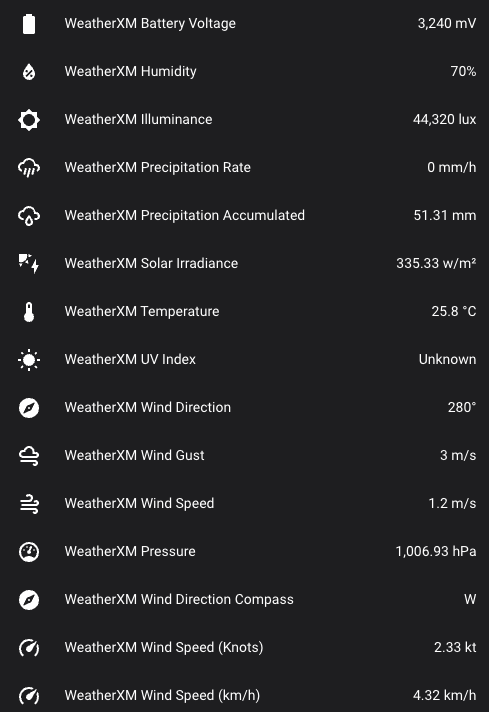 WeatherXM Battery Voltage 3,240 mV
WeatherXM Humidity 70%
WeatherXM Illuminance 44,320 lux
WeatherXM Precipitation Rate 0 mm/h
WeatherXM Precipitation Accumulated 51.31 mm
WeatherXM Solar Irradiance 335.33 w/m²
WeatherXM Temperature 25.8 °C
WeatherXM UV Index Unknown
WeatherXM Wind Direction 280°
WeatherXM Wind Gust 3 m/s
WeatherXM Wind Speed 1.2 m/s
WeatherXM Pressure 1,006.93 hPa
WeatherXM Wind Direction Compass W
WeatherXM Wind Speed (Knots) 2.33 kt
WeatherXM Wind Speed (km/h) 4.32 km/h